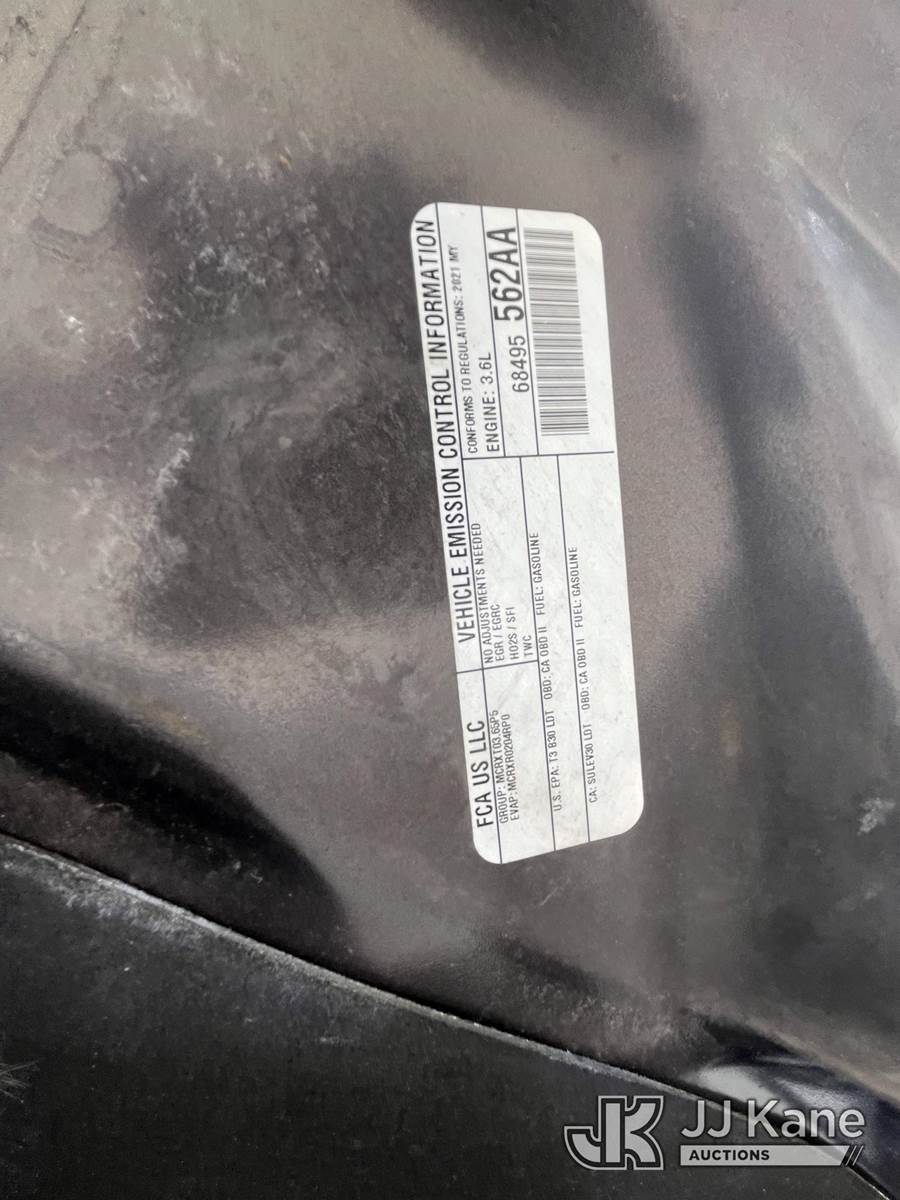 FCA US LLC
VEHICLE EMISSION CONTROL INFORMATION
GROUP: MCRXT03.65P5
EVAP: MCRXR0204RP0
NO ADJUSTMENTS NEEDED
EGR / EGRC
HO2S / SFI
TWC
CONFORMS TO REGULATIONS: 2021 MY
ENGINE: 3.6L
68495 562AA
U.S. EPA: T3 B30 LDT OBD: CA OBD II FUEL: GASOLINE
CA: SULEV30 LDT OBD: CA OBD II FUEL: GASOLINE
JK JJ Kane
AUCTIONS